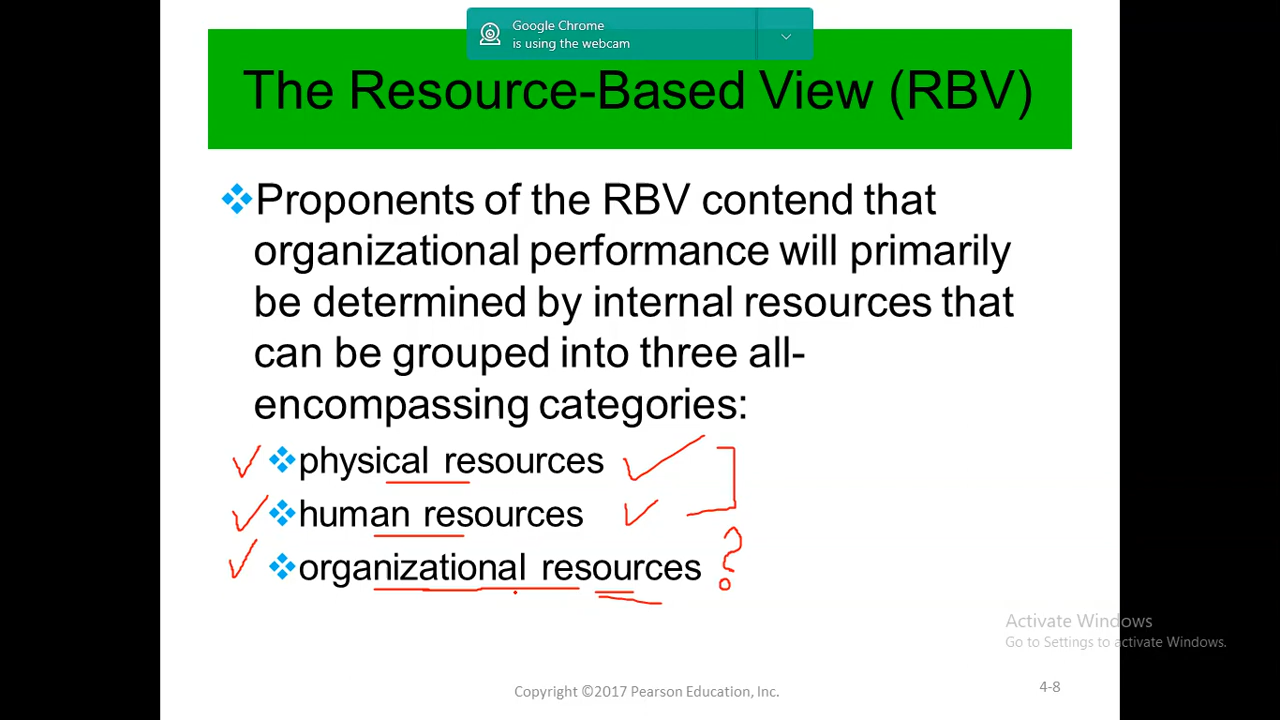 Google Chrome
is using the webcam
The Resource-Based View (RBV)
Proponents of the RBV contend that
organizational performance will primarily
be determined by internal resources that
can be grouped into three all-
encompassing categories:
physical resources
human resources
organizational resources ?
Activate Windows
Go to Settings to activate Windows.
Copyright ©2017 Pearson Education, Inc.
4-8